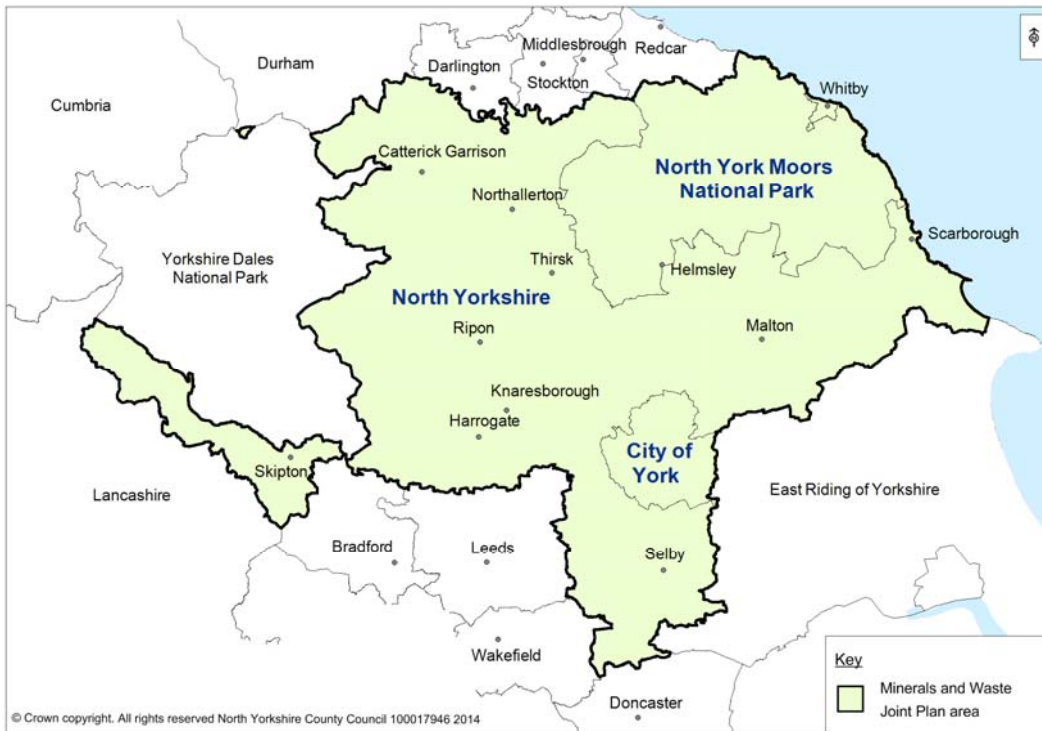 Durham
Darlington
Middlesbrough
Stockton
Redcar
Cumbria
Whitby
Catterick Garrison
North York Moors
National Park
Northallerton
Scarborough
Yorkshire Dales
National Park
Thirsk
Helmsley
North Yorkshire
Ripon
Malton
Knaresborough
Harrogate
City of
York
Skipton
Lancashire
East Riding of Yorkshire
Bradford
Leeds
Selby
Wakefield
Doncaster
Key
Minerals and Waste
Joint Plan area
© Crown copyright. All rights reserved North Yorkshire County Council 100017946 2014